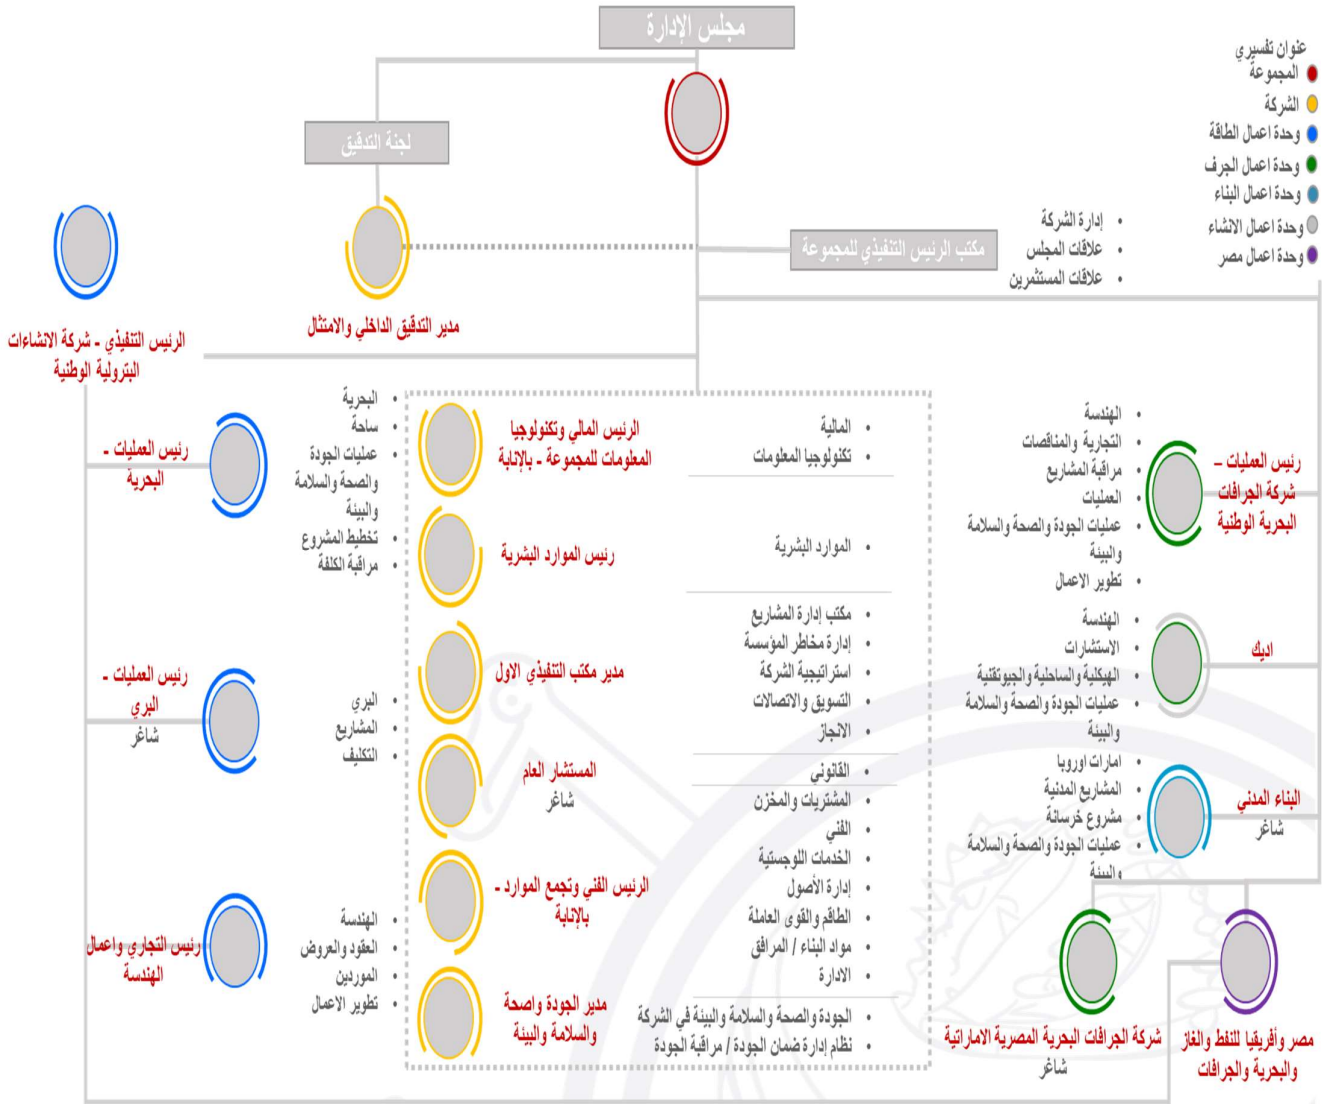 مجلس الإدارة
عنوان تفسيري
المجموعة
الشركة
وحدة اعمال الطاقة
وحدة اعمال الجرف
وحدة اعمال البناء
وحدة اعمال الانشاء
وحدة اعمال مصر
لجنة التدقيق
مكتب الرئيس التنفيذي للمجموعة
• إدارة الشركة
• علاقات المجلس
• علاقات المستثمرين
مدير التدقيق الداخلي والامتثال
الرئيس التنفيذي - شركة الانشاءات
البترولية الوطنية
رئيس العمليات –
شركة الجرافات
البحرية الوطنية
• الهندسة
• التجارية والمناقصات
• مراقبة المشاريع
• العمليات
• عمليات الجودة والصحة والسلامة
والبيئة
• تطوير الاعمال
اديك
• الهندسة
• الاستشارات
• الهيكلية والساحلية والجيوتقنية
• عمليات الجودة والصحة والسلامة
والبيئة
البناء المدني
شاغر
• امارات اوروبا
• المشاريع المدنية
• مشروع خرسانة
• عمليات الجودة والصحة والسلامة
والبيئة
مصر وأفريقيا للنفط والغاز
والبحرية والجرافات
شركة الجرافات البحرية المصرية الاماراتية
شاغر
الرئيس المالي وتكنولوجيا
المعلومات للمجموعة - بالإنابة
• المالية
• تكنولوجيا المعلومات
رئيس الموارد البشرية
• الموارد البشرية
مدير مكتب التنفيذي الاول
• مكتب إدارة المشاريع
• إدارة مخاطر المؤسسة
• استراتيجية الشركة
• التسويق والاتصالات
• الانجاز
المستشار العام
شاغر
• القانوني
الرئيس الفني وتجمع الموارد -
بالإنابة
• المشتريات والمخزن
• الفني
• الخدمات اللوجستية
• إدارة الأصول
• الطاقم والقوى العاملة
• مواد البناء / المرافق
• الادارة
مدير الجودة واصحة
والسلامة والبيئة
• الجودة والصحة والسلامة والبيئة في الشركة
• نظام إدارة ضمان الجودة / مراقبة الجودة
رئيس العمليات -
البحرية
• البحرية
• ساحة
• عمليات الجودة
والصحة والسلامة
والبيئة
• تخطيط المشروع
• مراقبة الكلفة
رئيس العمليات -
البري
شاغر
• البري
• المشاريع
• التكليف
رئيس التجاري واعمال
الهندسة
• الهندسة
• العقود والعروض
• الموردين
• تطوير الاعمال